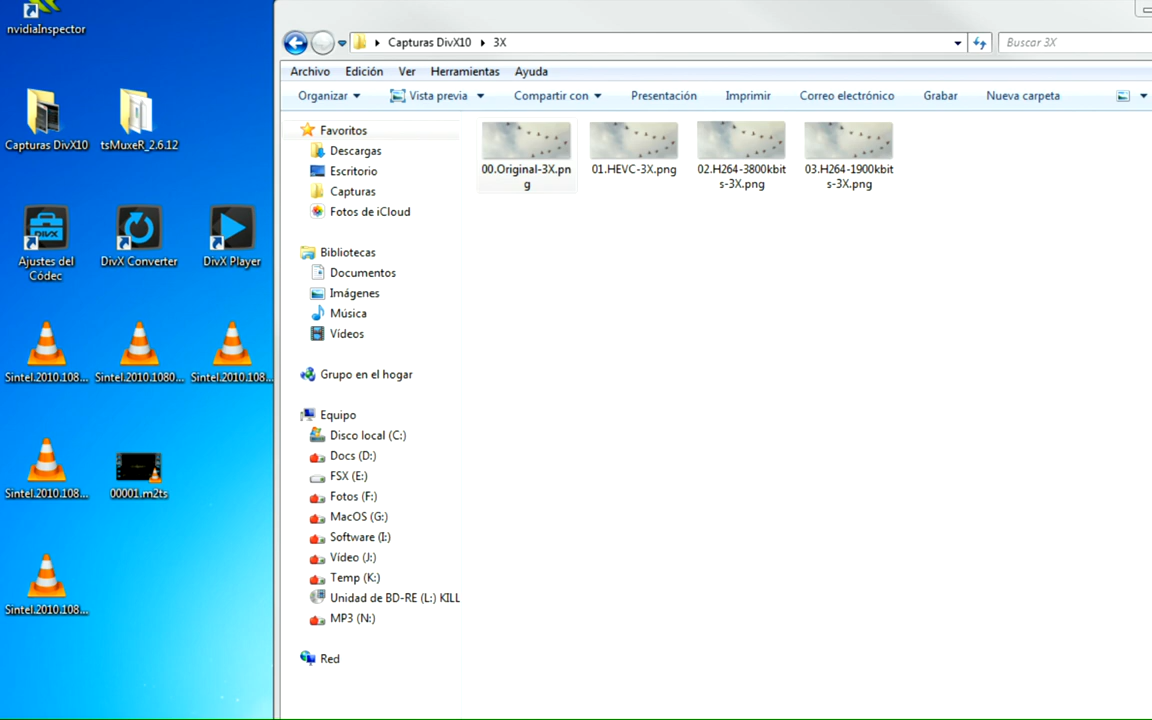 nvidiaInspector
Capturas DivX10
tsMuxeR_2.6.12
Ajustes del
Códec
DivX Converter
DivX Player
Sintel.2010.108...
Sintel.2010.1080...
Sintel.2010.108...
Sintel.2010.108...
00001.m2ts
Sintel.2010.108...
Capturas DivX10 3X
Buscar 3X
Archivo Edición Ver Herramientas Ayuda
Organizar Vista previa Compartir con Presentación Imprimir Correo electrónico Grabar Nueva carpeta
Favoritos
Descargas
Escritorio
Capturas
Fotos de iCloud
Bibliotecas
Documentos
Imágenes
Música
Vídeos
Grupo en el hogar
Equipo
Disco local (C:)
Docs (D:)
FSX (E:)
Fotos (F:)
MacOS (G:)
Software (I:)
Vídeo (J:)
Temp (K:)
Unidad de BD-RE (L:) KILL
MP3 (N:)
Red
00.Original-3X.pn
g
01.HEVC-3X.png
02.H264-3800kbit
s-3X.png
03.H264-1900kbit
s-3X.png